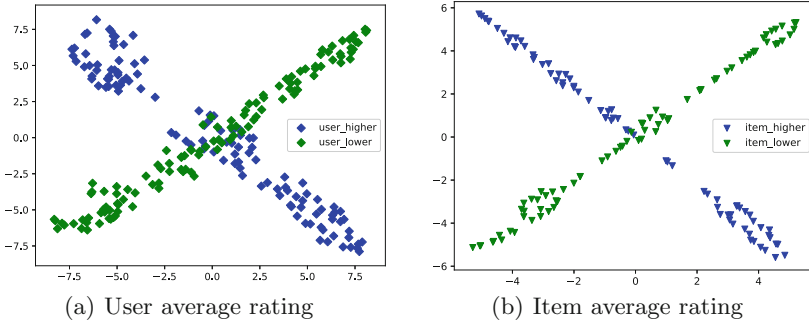 7.5
5.0
2.5
0.0
−2.5
−5.0
−7.5
−7.5 −5.0 −2.5 0.0 2.5 5.0 7.5
user_higher
user_lower
(a) User average rating
6
4
2
0
−2
−4
−6
−4 −2 0 2 4
item_higher
item_lower
(b) Item average rating